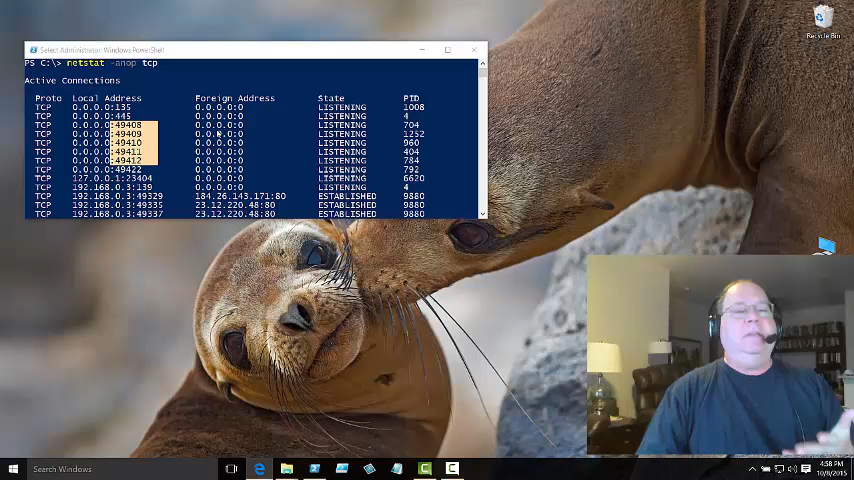 Recycle Bin
Select Administrator: Windows PowerShell
PS C:\> netstat -anop tcp
Active Connections
Proto Local Address Foreign Address State PID
TCP 0.0.0.0:135 0.0.0.0:0 LISTENING 1008
TCP 0.0.0.0:445 0.0.0.0:0 LISTENING 4
TCP 0.0.0.0:49408 0.0.0.0:0 LISTENING 704
TCP 0.0.0.0:49409 0.0.0.0:0 LISTENING 1252
TCP 0.0.0.0:49410 0.0.0.0:0 LISTENING 960
TCP 0.0.0.0:49411 0.0.0.0:0 LISTENING 404
TCP 0.0.0.0:49412 0.0.0.0:0 LISTENING 784
TCP 0.0.0.0:49422 0.0.0.0:0 LISTENING 792
TCP 127.0.0.1:23404 0.0.0.0:0 LISTENING 6620
TCP 192.168.0.3:139 0.0.0.0:0 LISTENING 4
TCP 192.168.0.3:49329 184.26.143.171:80 ESTABLISHED 9880
TCP 192.168.0.3:49335 23.12.220.48:80 ESTABLISHED 9880
TCP 192.168.0.3:49337 23.12.220.48:80 ESTABLISHED 9880
Search Windows
4:58 PM
10/8/2015